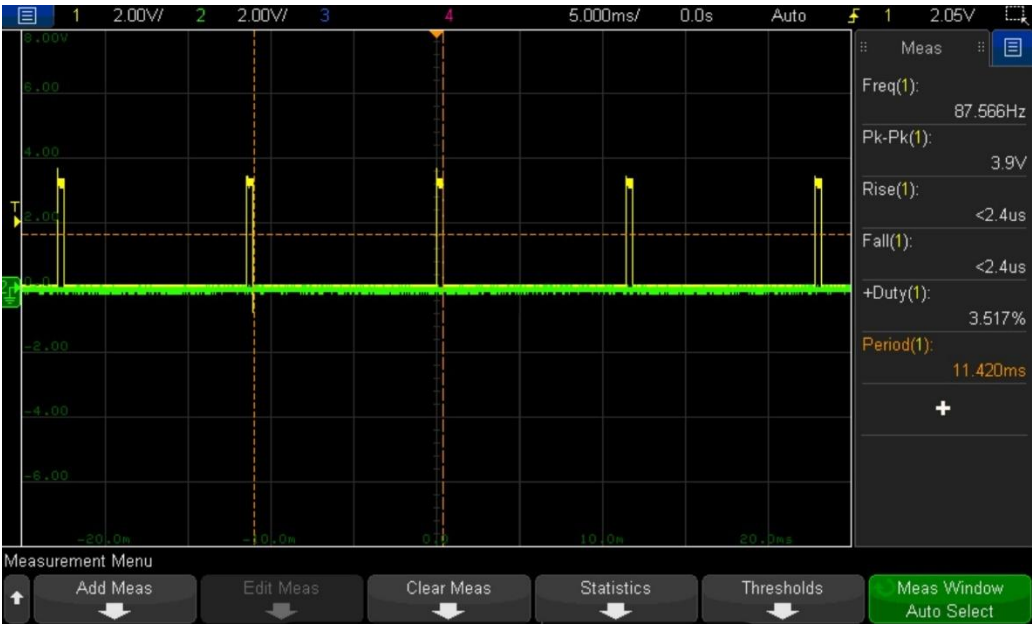 1 2.00V/ 2 2.00V/ 3 4 5.000ms/ 0.0s Auto 1 2.05V
8.00V
6.00
4.00
2.00
0.0
-2.00
-4.00
-6.00
-20.0m -10.0m 0.0 10.0m 20.0ms
T
Meas
Freq(1):
87.566Hz
Pk-Pk(1):
3.9V
Rise(1):
<2.4us
Fall(1):
<2.4us
+Duty(1):
3.517%
Period(1):
11.420ms
Measurement Menu
Add Meas
Edit Meas
Clear Meas
Statistics
Thresholds
Meas Window
Auto Select